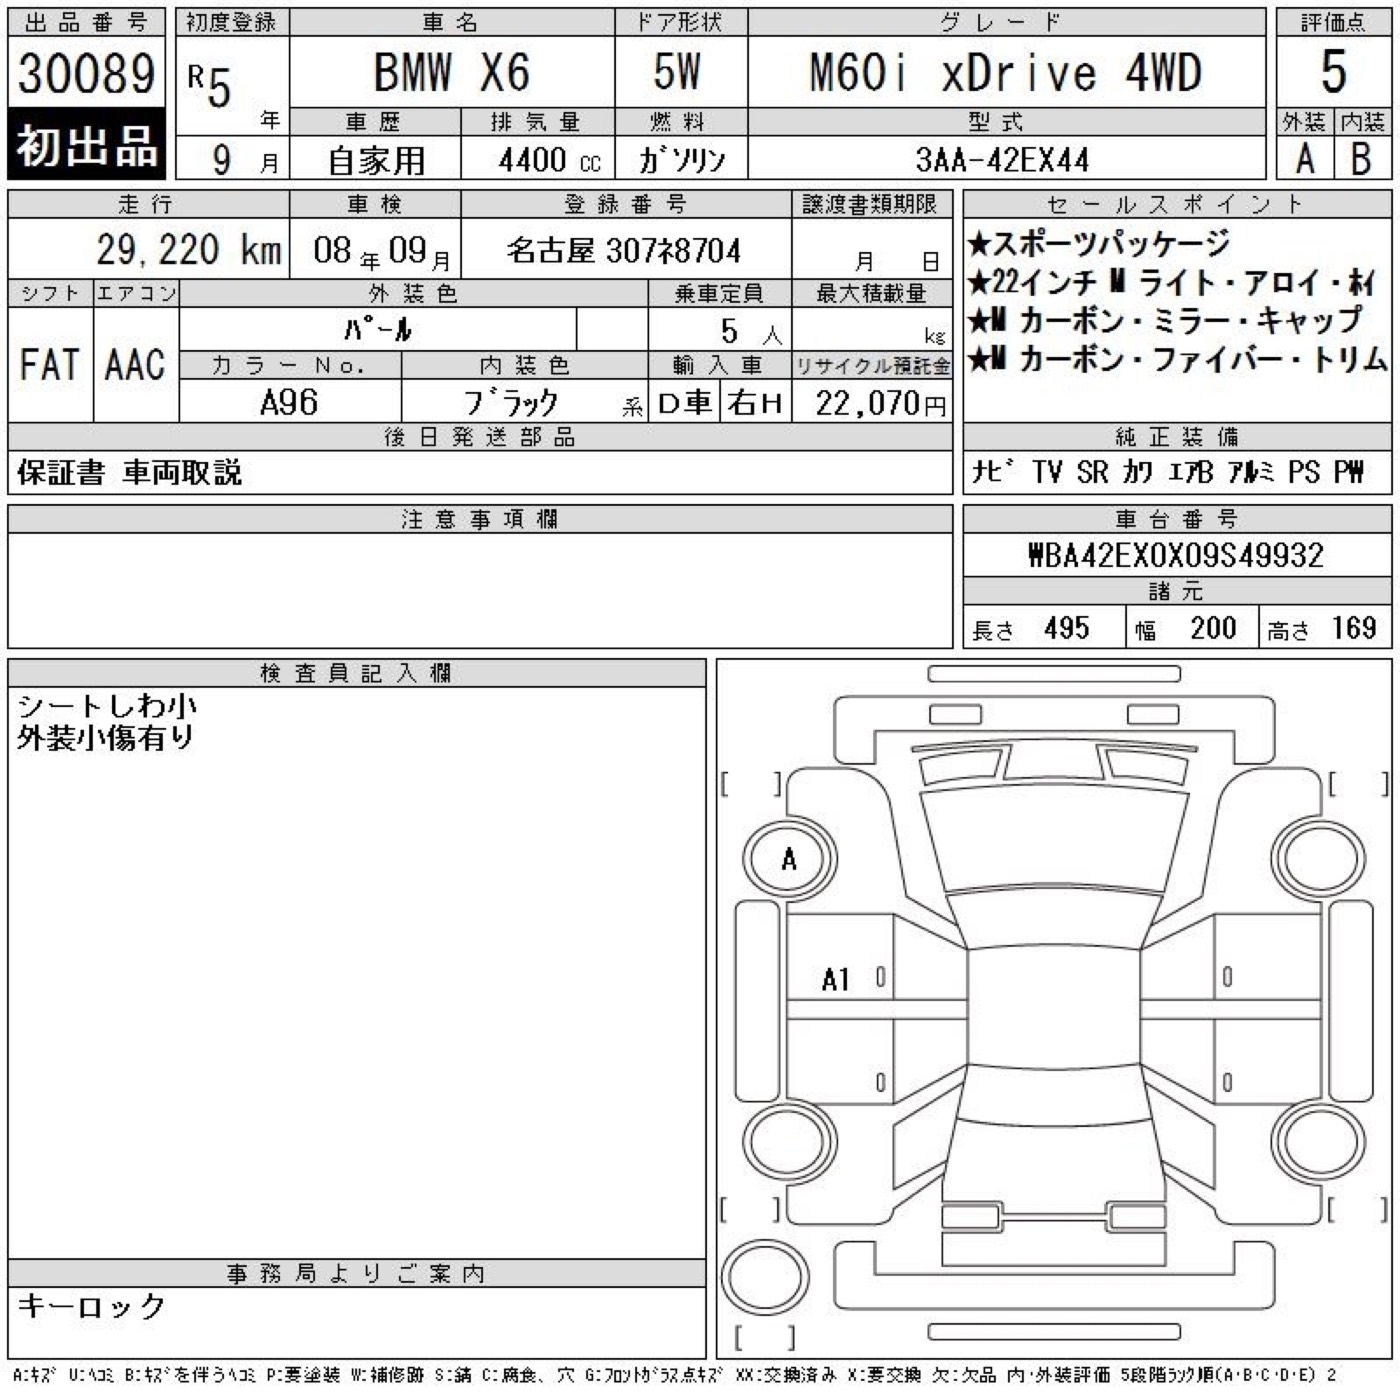 出品番号 初度登録 車名 ドア形状 グレード 評価点
30089 R5年 BMW X6 5W M60i xDrive 4WD 5
車歴 排気量 燃料 型式 外装 内装
初出品 9月 自家用 4400cc ｶﾞｿﾘﾝ 3AA-42EX44 A B
走行 車検 登録番号 譲渡書類期限 セールスポイント
29,220 km 08年09月 名古屋 307ﾈ8704 月 日
★スポーツパッケージ
★22インチ M ライト・アロイ・ﾎｲ
★M カーボン・ミラー・キャップ
★M カーボン・ファイバー・トリム
シフト エアコン 外装色 乗車定員 最大積載量
FAT AAC ﾊﾟｰﾙ 5人 kg
カラーNo. 内装色 輸入車 リサイクル預託金
A96 ﾌﾞﾗｯｸ 系 D車 右H 22,070円
後日発送部品 純正装備
保証書 車両取説 ﾅﾋﾞ TV SR ｶﾜ ｴｱB ｱﾙﾐ PS PW
注意事項欄 車台番号
WBA42EX0X09S49932
諸元
長さ 495 幅 200 高さ 169
検査員記入欄
シートしわ小
外装小傷有り
[ ] [ ]
A
A1
[ ] [ ]
[ ]
事務局よりご案内
キーロック
A:ｷｽﾞ U:ﾍｺﾐ B:ｷｽﾞを伴うﾍｺﾐ P:要塗装 W:補修跡 S:錆 C:腐食、穴 G:ﾌﾛﾝﾄｶﾞﾗｽ点ｷｽﾞ XX:交換済み X:要交換 欠:欠品 内・外装評価 5段階ﾗﾝｸ順(A・B・C・D・E) 2